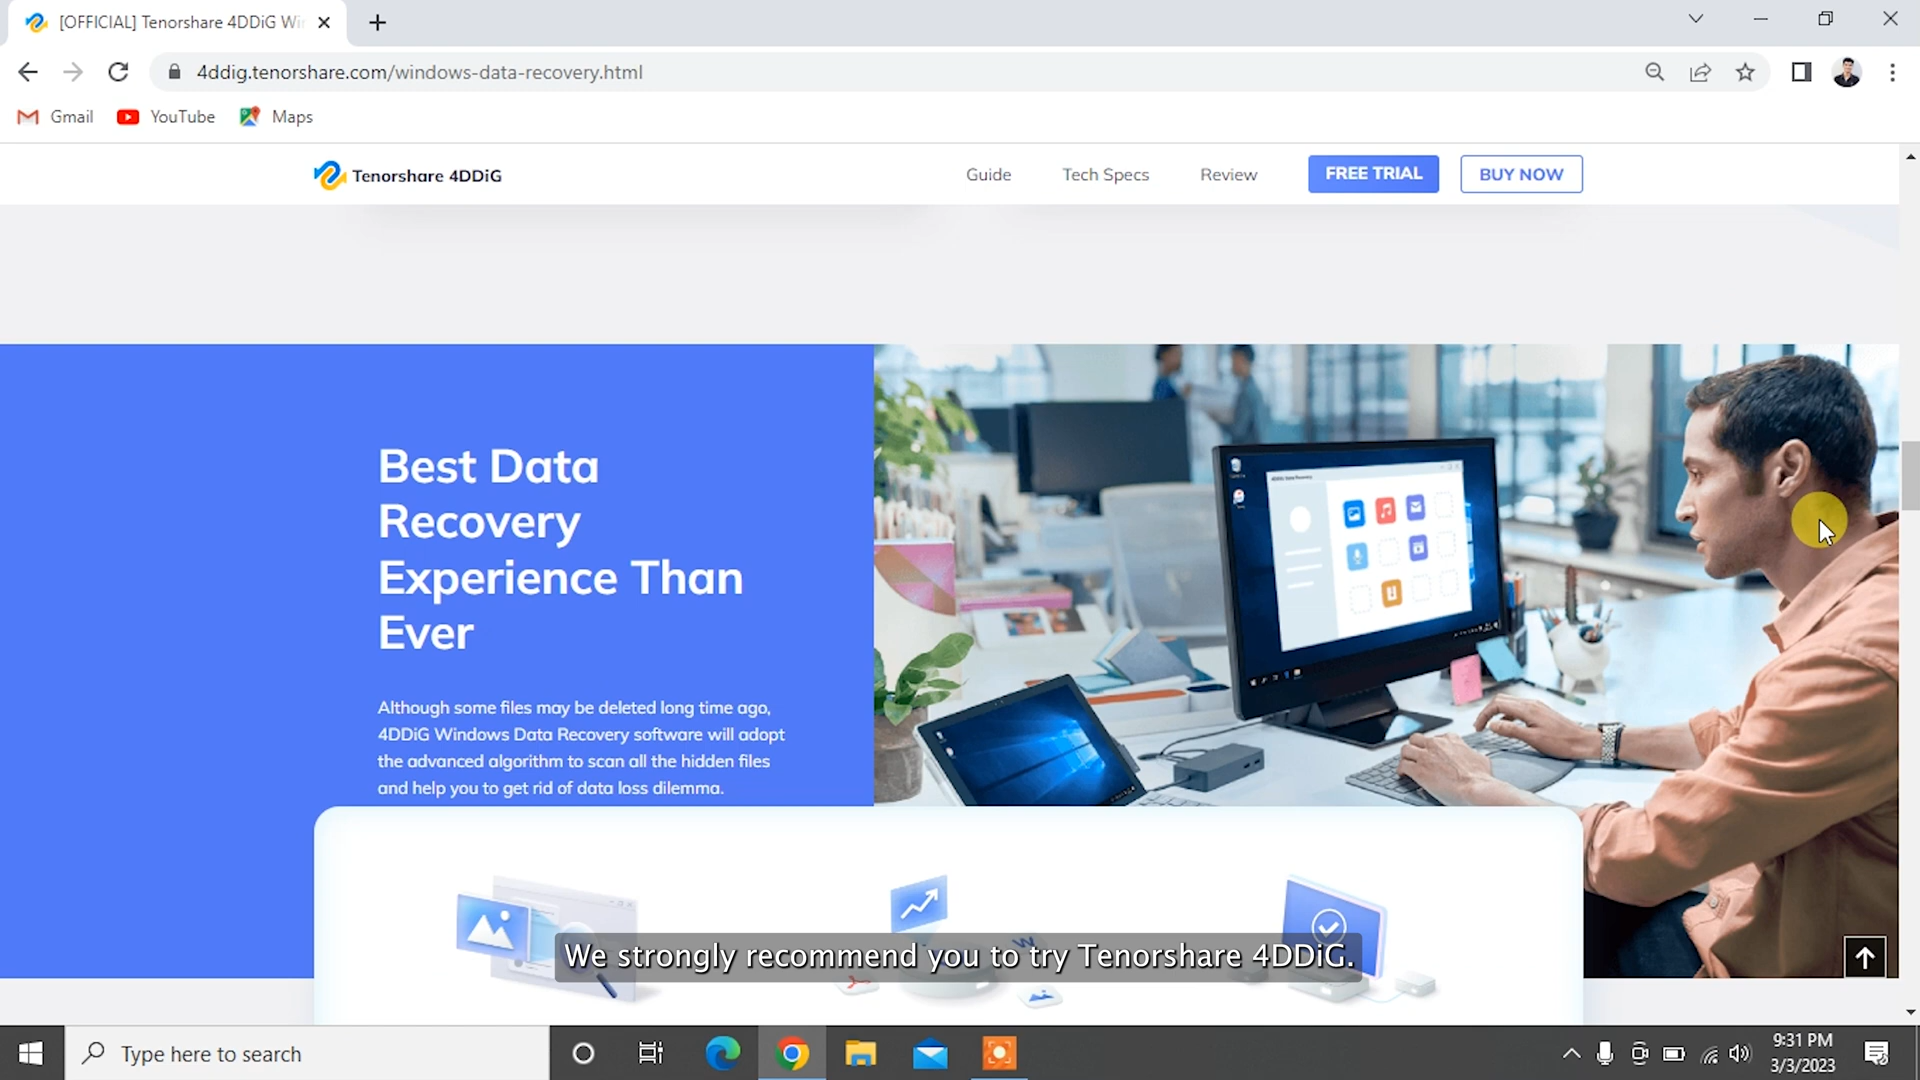 [OFFICIAL] Tenorshare 4DDiG Wi
4ddig.tenorshare.com/windows-data-recovery.html
Gmail
YouTube
Maps
Tenorshare 4DDiG
Guide
Tech Specs
Review
FREE TRIAL
BUY NOW
Best Data
Recovery
Experience Than
Ever
Although some files may be deleted long time ago,
4DDiG Windows Data Recovery software will adopt
the advanced algorithm to scan all the hidden files
and help you to get rid of data loss dilemma.
We strongly recommend you to try Tenorshare 4DDiG.
Type here to search
9:31 PM
3/3/2023